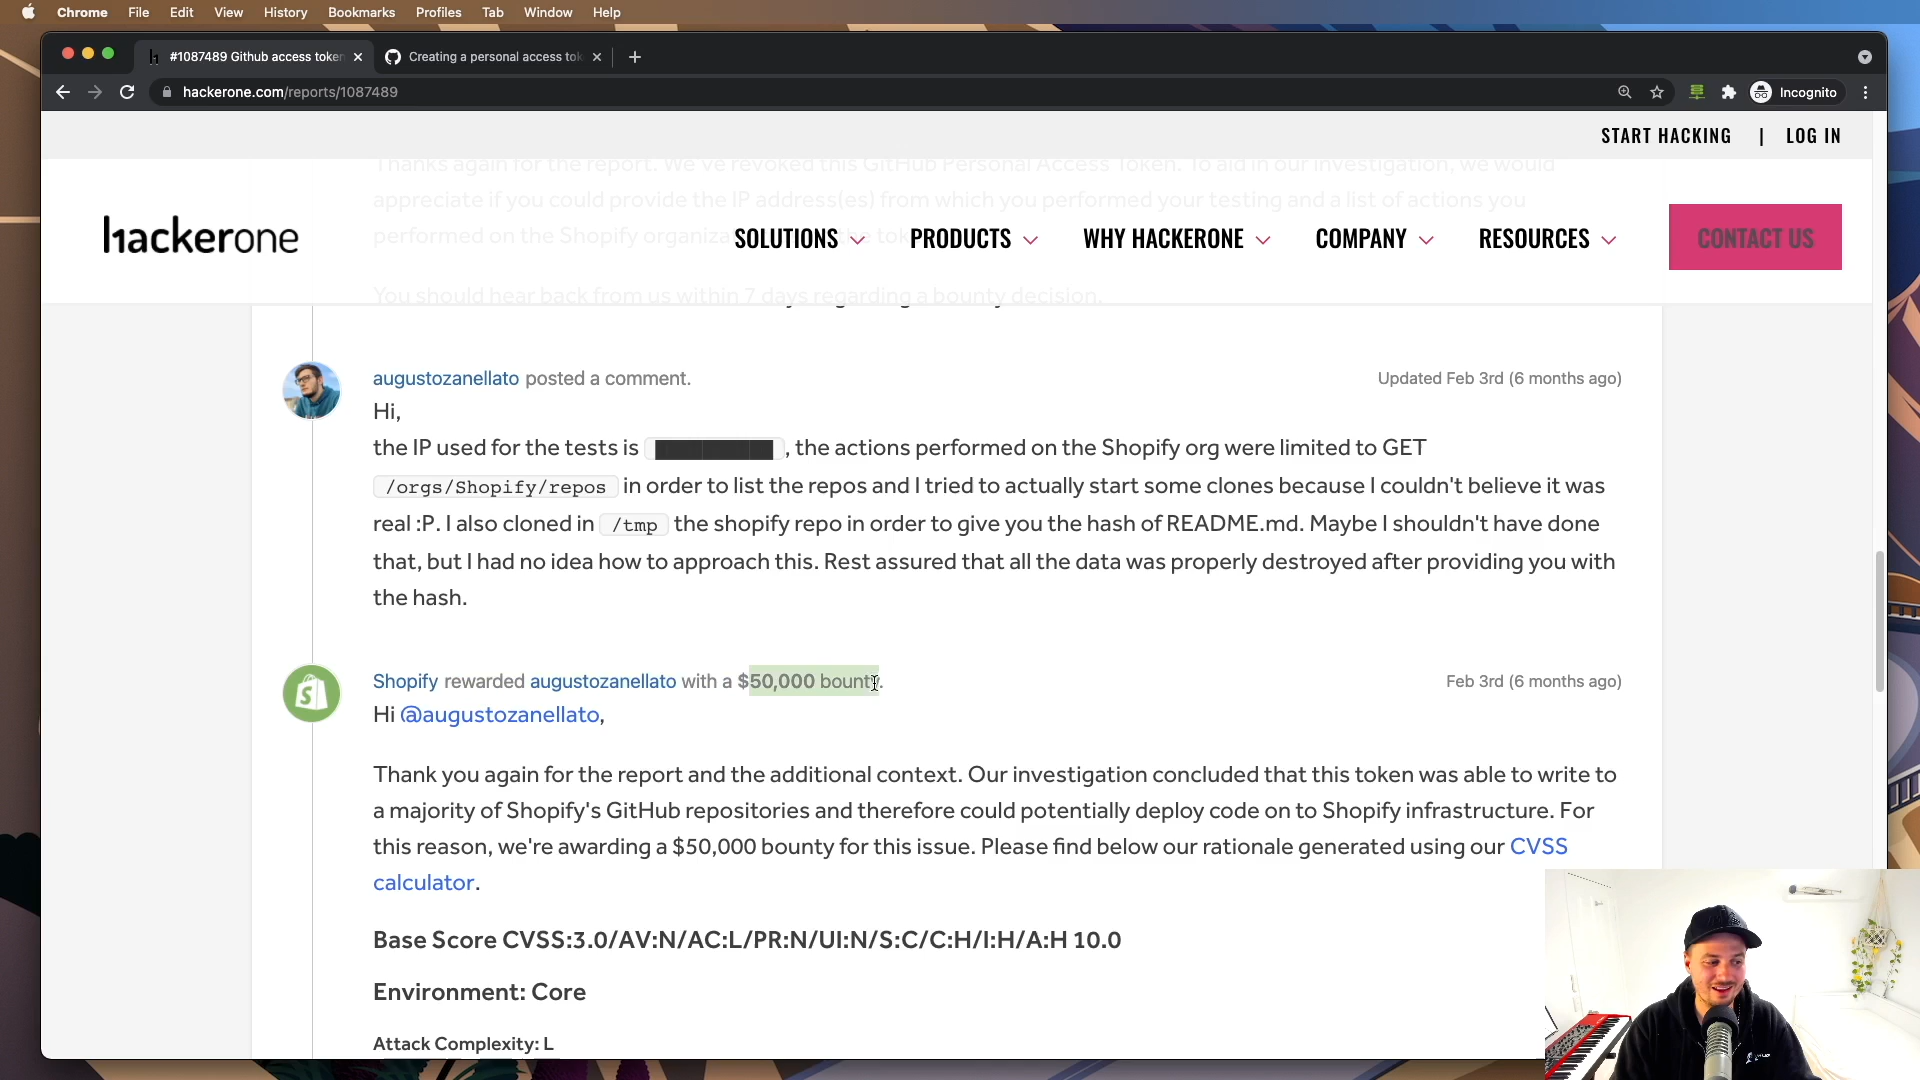 Chrome File Edit View History Bookmarks Profiles Tab Window Help
#1087489 Github access token
Creating a personal access tok
hackerone.com/reports/1087489
Incognito
START HACKING | LOG IN
Thanks again for the report. We've revoked this GitHub Personal Access Token. To aid in our investigation, we would
appreciate if you could provide the IP address(es) from which you performed your testing and a list of actions you
performed on the Shopify organiza the tok
hackerone
SOLUTIONS PRODUCTS WHY HACKERONE COMPANY RESOURCES CONTACT US
You should hear back from us within 7 days regarding a bounty decision.
augustozanellato posted a comment. Updated Feb 3rd (6 months ago)
Hi,
the IP used for the tests is , the actions performed on the Shopify org were limited to GET
/orgs/Shopify/repos in order to list the repos and I tried to actually start some clones because I couldn't believe it was
real :P. I also cloned in /tmp the shopify repo in order to give you the hash of README.md. Maybe I shouldn't have done
that, but I had no idea how to approach this. Rest assured that all the data was properly destroyed after providing you with
the hash.
Shopify rewarded augustozanellato with a $50,000 bounty. Feb 3rd (6 months ago)
Hi @augustozanellato,
Thank you again for the report and the additional context. Our investigation concluded that this token was able to write to
a majority of Shopify's GitHub repositories and therefore could potentially deploy code on to Shopify infrastructure. For
this reason, we're awarding a $50,000 bounty for this issue. Please find below our rationale generated using our CVSS
calculator.
Base Score CVSS:3.0/AV:N/AC:L/PR:N/UI:N/S:C/C:H/I:H/A:H 10.0
Environment: Core
Attack Complexity: L